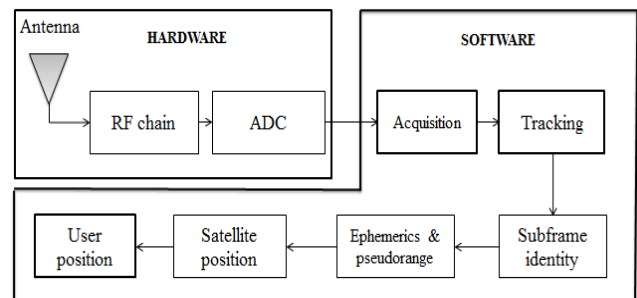 HARDWARE
Antenna
RF chain
ADC
SOFTWARE
Acquisition
Tracking
Subframe
identity
Ephemerics &
pseudorange
Satellite
position
User
position